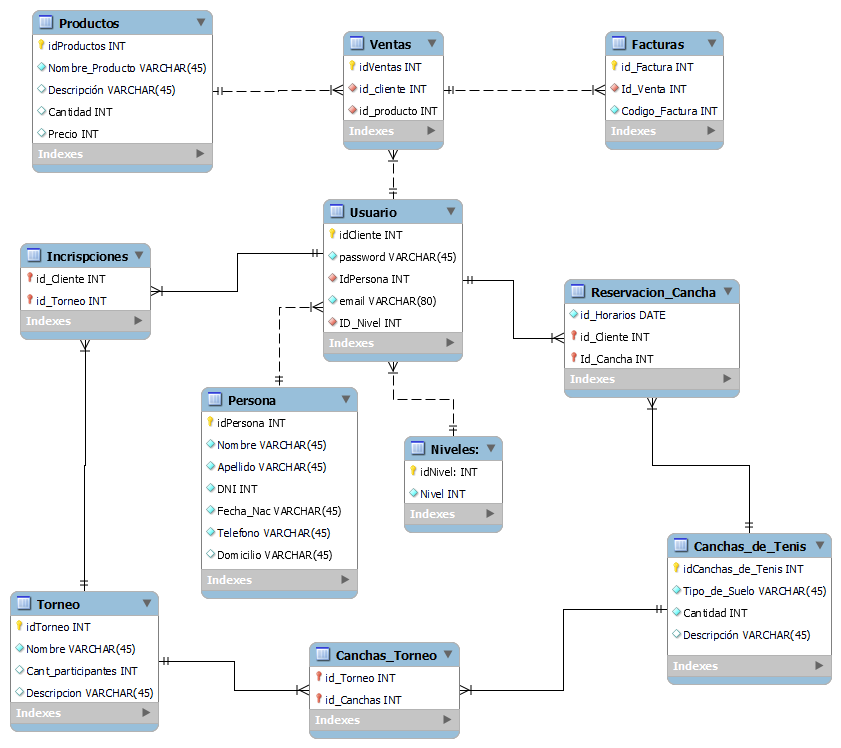 Productos
idProductos INT
Nombre_Producto VARCHAR(45)
Descripción VARCHAR(45)
Cantidad INT
Precio INT
Indexes
Ventas
idVentas INT
id_cliente INT
id_producto INT
Indexes
Facturas
id_Factura INT
Id_Venta INT
Codigo_Factura INT
Indexes
Usuario
idCliente INT
password VARCHAR(45)
IdPersona INT
email VARCHAR(80)
ID_Nivel INT
Indexes
Incrispciones
id_Cliente INT
id_Torneo INT
Indexes
Reservacion_Cancha
id_Horarios DATE
id_Cliente INT
Id_Cancha INT
Indexes
Persona
idPersona INT
Nombre VARCHAR(45)
Apellido VARCHAR(45)
DNI INT
Fecha_Nac VARCHAR(45)
Telefono VARCHAR(45)
Domicilio VARCHAR(45)
Indexes
Niveles:
idNivel: INT
Nivel INT
Indexes
Canchas_de_Tenis
idCanchas_de_Tenis INT
Tipo_de_Suelo VARCHAR(45)
Cantidad INT
Descripción VARCHAR(45)
Indexes
Torneo
idTorneo INT
Nombre VARCHAR(45)
Cant_participantes INT
Descripcion VARCHAR(45)
Indexes
Canchas_Torneo
id_Torneo INT
id_Canchas INT
Indexes